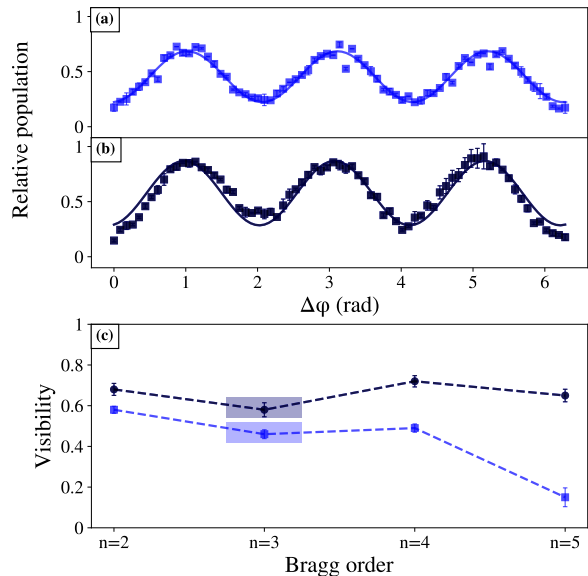 (a)
1
0.5
0
Relative population
(b)
1
0.5
0
0 1 2 3 4 5 6
Δφ (rad)
(c)
1
0.8
0.6
0.4
0.2
0
Visibility
n=2 n=3 n=4 n=5
Bragg order